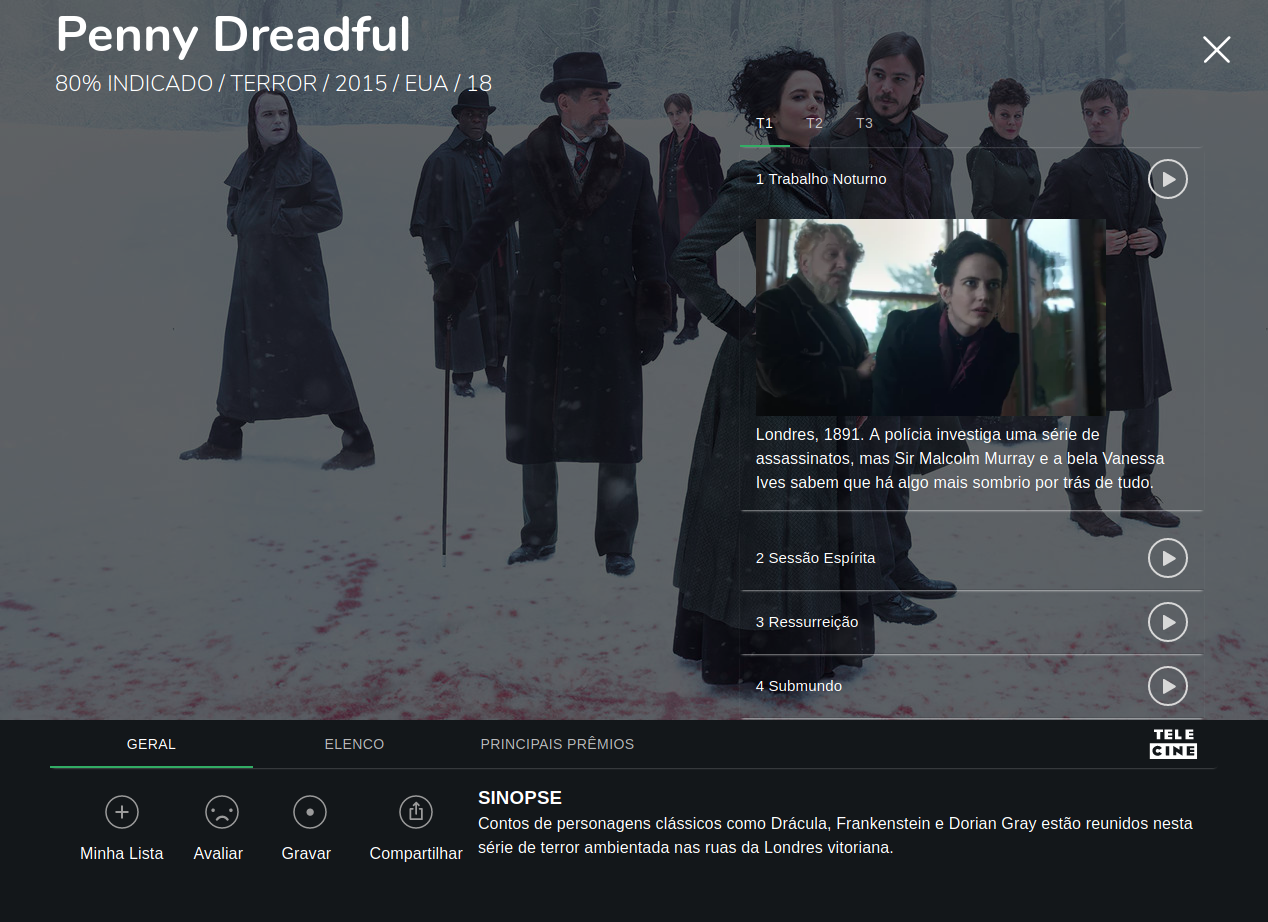 Penny Dreadful
80% INDICADO / TERROR / 2015 / EUA / 18
T1 T2 T3
1 Trabalho Noturno
Londres, 1891. A polícia investiga uma série de
assassinatos, mas Sir Malcolm Murray e a bela Vanessa
Ives sabem que há algo mais sombrio por trás de tudo.
2 Sessão Espírita
3 Ressurreição
4 Submundo
GERAL ELENCO PRINCIPAIS PRÊMIOS
TELE
CINE
Minha Lista Avaliar Gravar Compartilhar
SINOPSE
Contos de personagens clássicos como Drácula, Frankenstein e Dorian Gray estão reunidos nesta
série de terror ambientada nas ruas da Londres vitoriana.